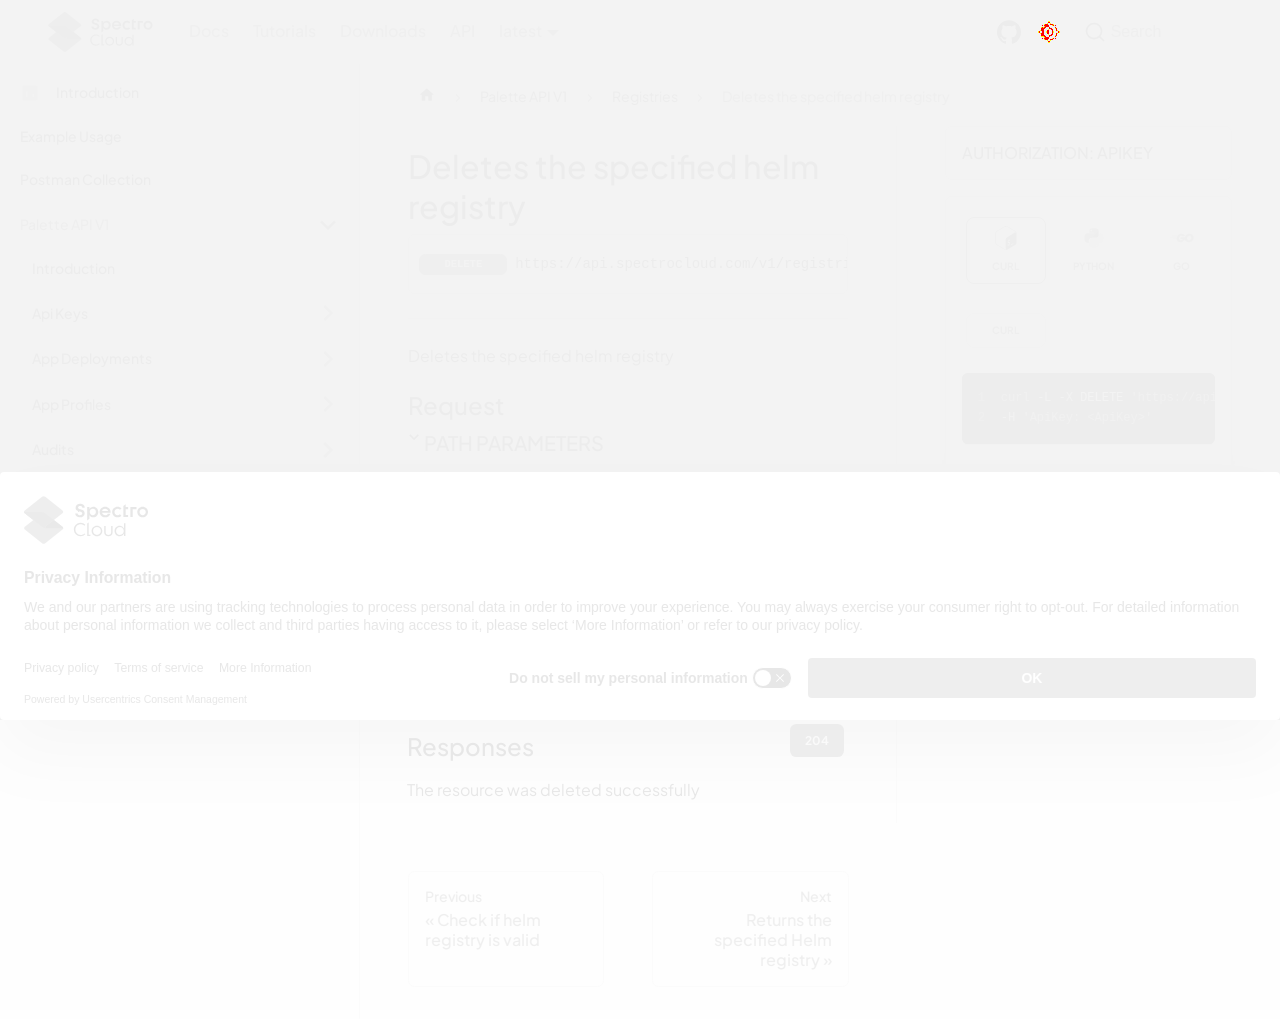 Spectro Cloud
Docs Tutorials Downloads API latest
Search
Introduction
Example Usage
Postman Collection
Palette API V1
Introduction
Api Keys
App Deployments
App Profiles
Audits
Palette API V1
Registries
Deletes the specified helm registry
Deletes the specified helm
registry
https://api.spectrocloud.com/v1/registri
Deletes the specified helm registry
Request
PATH PARAMETERS
AUTHORIZATION: APIKEY
CURL PYTHON GO
CURL
DELETE
Spectro
Cloud
Privacy Information
We and our partners are using tracking technologies to process personal data in order to improve your experience. You may always exercise your consumer right to opt-out. For detailed information
about personal information we collect and third parties having access to it, please select 'More Information' or refer to our privacy policy.
Privacy policy Terms of service More Information
Do not sell my personal information
OK
Powered by Usercentrics Consent Management
Responses
204
The resource was deleted successfully
Previous
« Check if helm
registry is valid
Next
Returns the
specified Helm
registry »